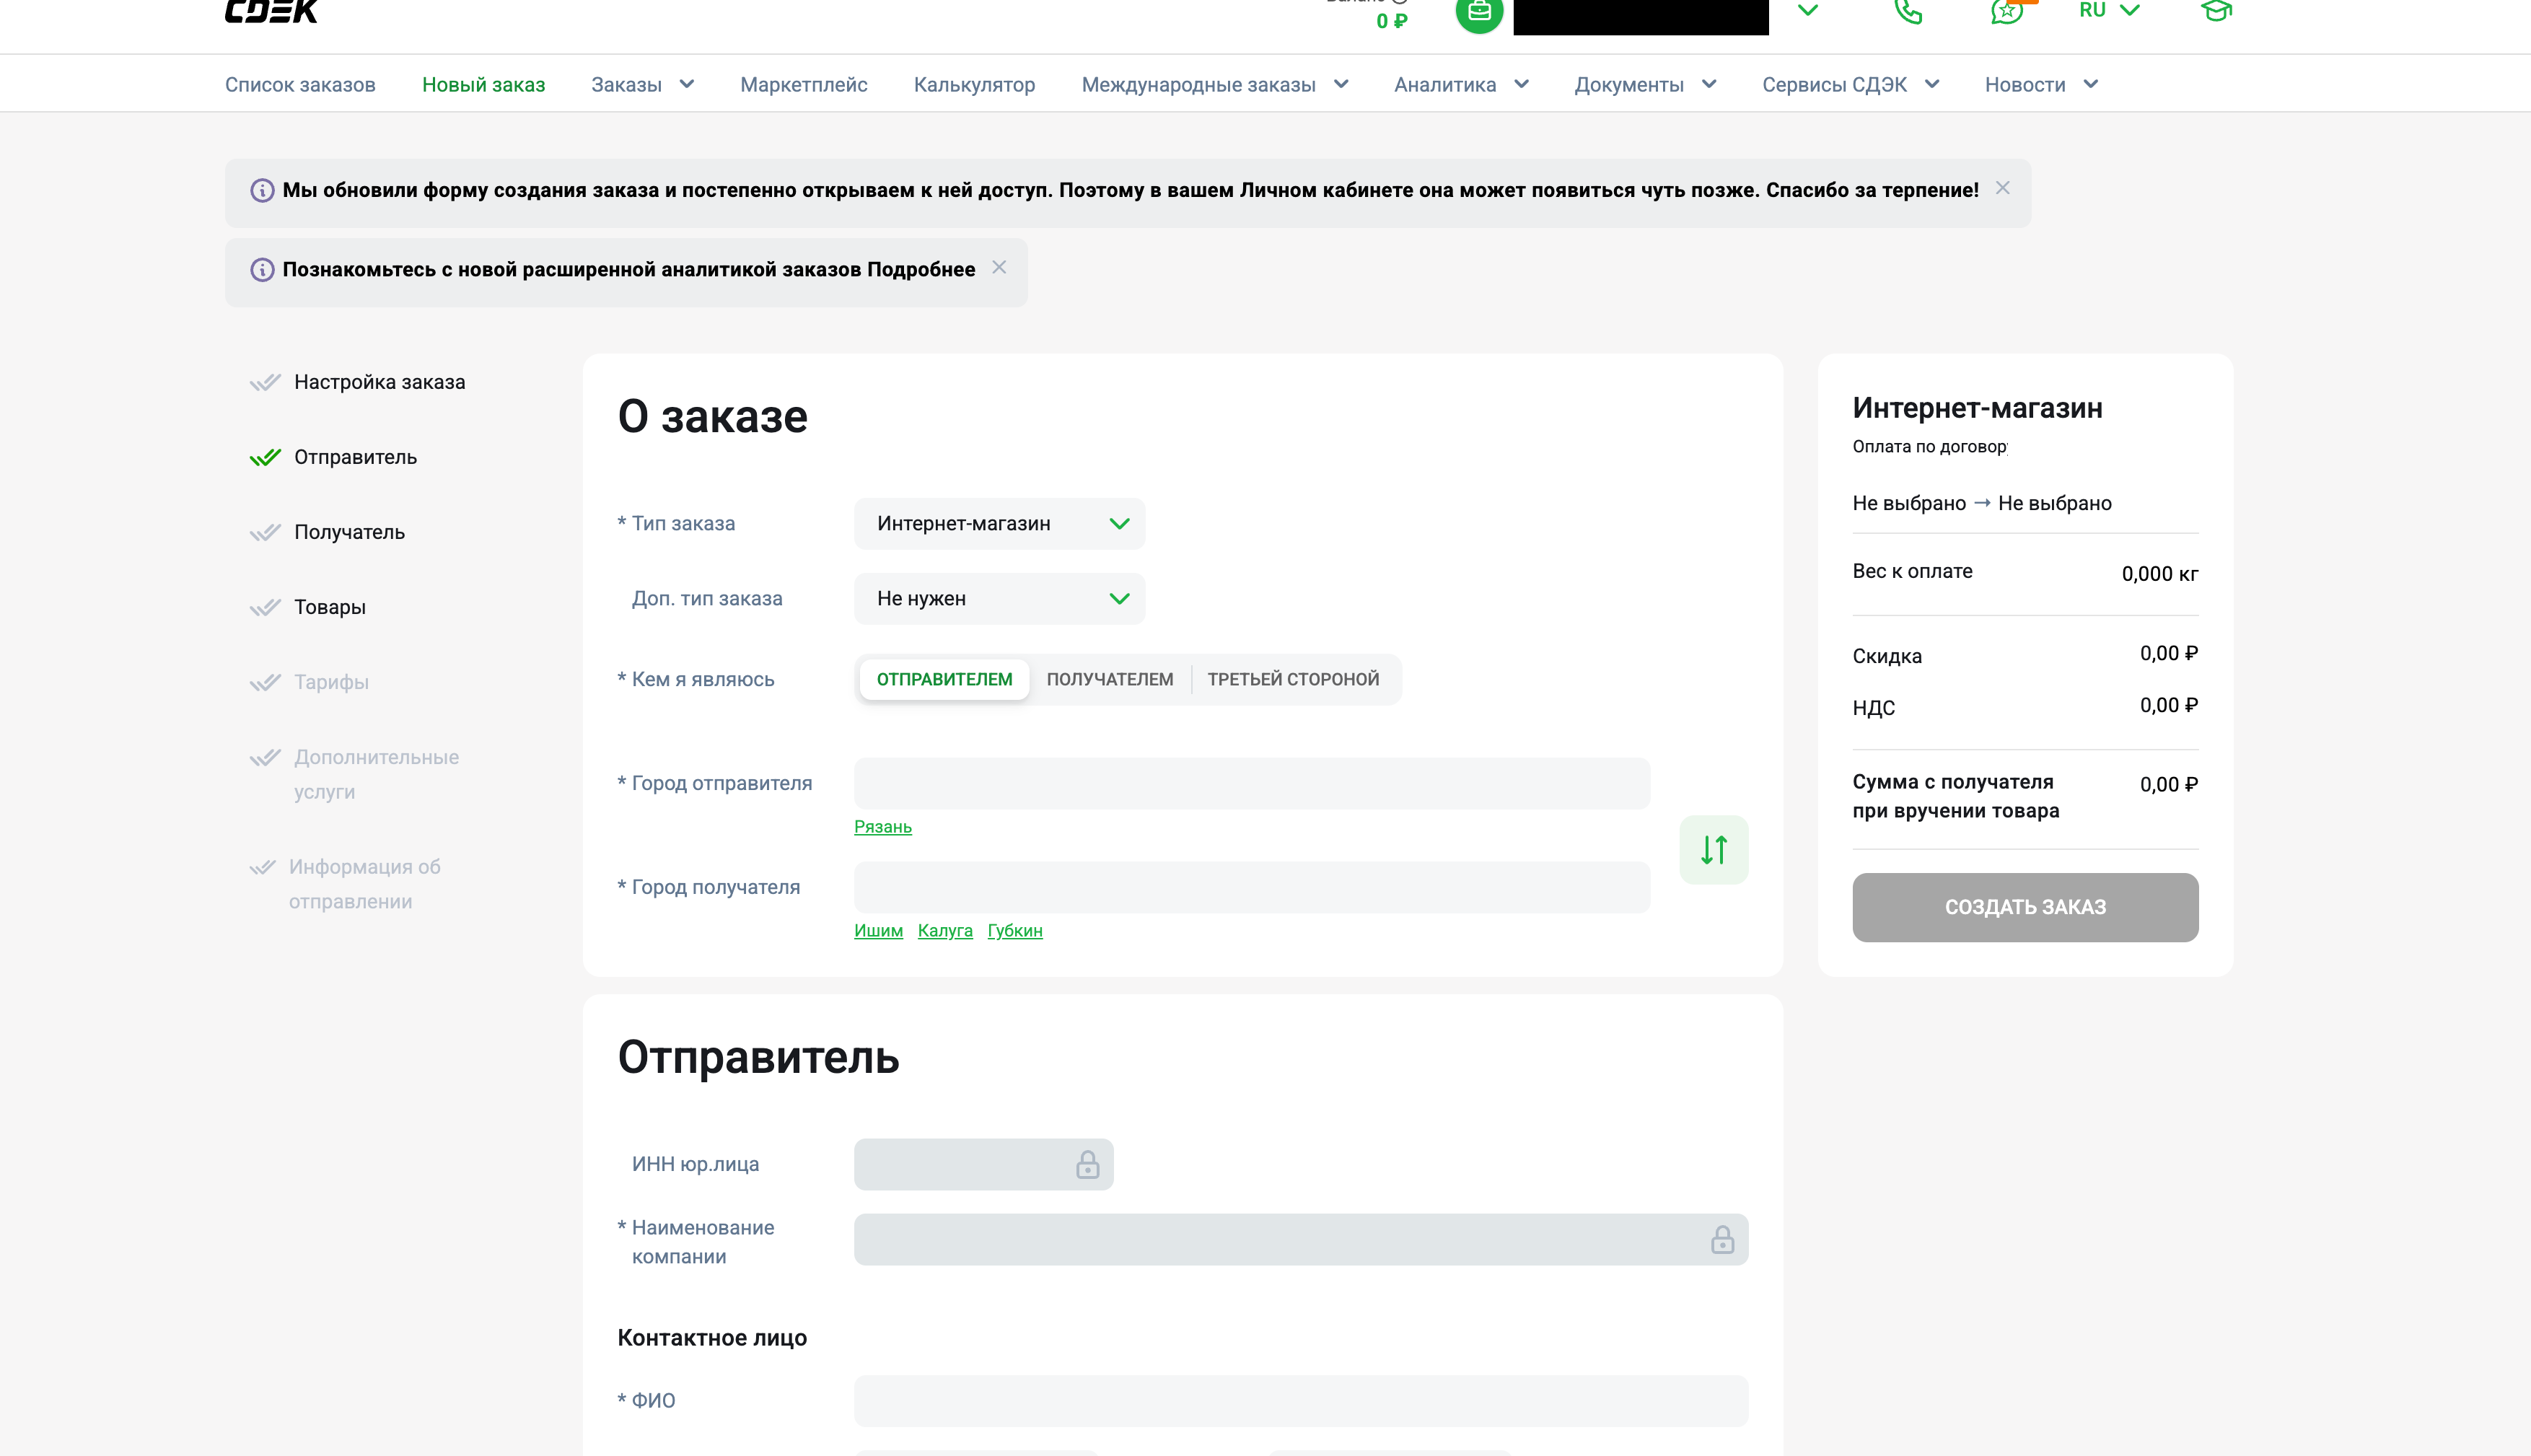 CDEK
0 ₽
RU
Список заказов
Новый заказ
Заказы
Маркетплейс
Калькулятор
Международные заказы
Аналитика
Документы
Сервисы СДЭК
Новости
Мы обновили форму создания заказа и постепенно открываем к ней доступ. Поэтому в вашем Личном кабинете она может появиться чуть позже. Спасибо за терпение!
Познакомьтесь с новой расширенной аналитикой заказов Подробнее
Настройка заказа
Отправитель
Получатель
Товары
Тарифы
Дополнительные
услуги
Информация об
отправлении
О заказе
* Тип заказа
Интернет-магазин
Доп. тип заказа
Не нужен
* Кем я являюсь
ОТПРАВИТЕЛЕМ
ПОЛУЧАТЕЛЕМ
ТРЕТЬЕЙ СТОРОНОЙ
* Город отправителя
Рязань
* Город получателя
Ишим Калуга Губкин
Отправитель
ИНН юр.лица
* Наименование
компании
Контактное лицо
* ФИО
Интернет-магазин
Оплата по договор
Не выбрано → Не выбрано
Вес к оплате
0,000 кг
Скидка
0,00 ₽
НДС
0,00 ₽
Сумма с получателя
при вручении товара
0,00 ₽
СОЗДАТЬ ЗАКАЗ